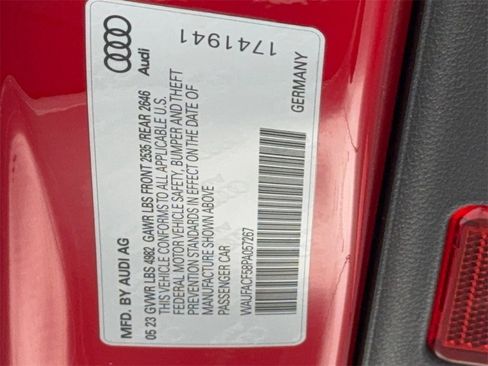 MFD. BY AUDI AG
Audi
05 23 GVWR LBS 4982 GAWR LBS FRONT 2535 /REAR 2646
THIS VEHICLE CONFORMS TO ALL APPLICABLE U.S.
FEDERAL MOTOR VEHICLE SAFETY, BUMPER AND THEFT
PREVENTION STANDARDS IN EFFECT ON THE DATE OF
MANUFACTURE SHOWN ABOVE
PASSENGER CAR
1741941
WAUFACF58PA057267
GERMANY